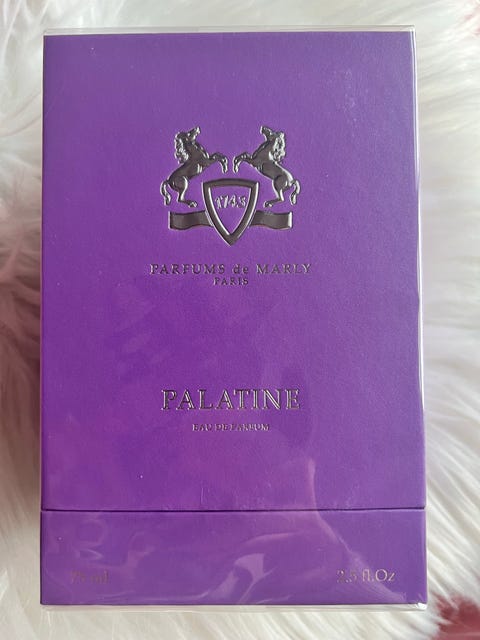 1743
PARFUMS de MARLY
PARIS
PALATINE
EAU DE PARFUM
75 ml 2.5 fl.Oz